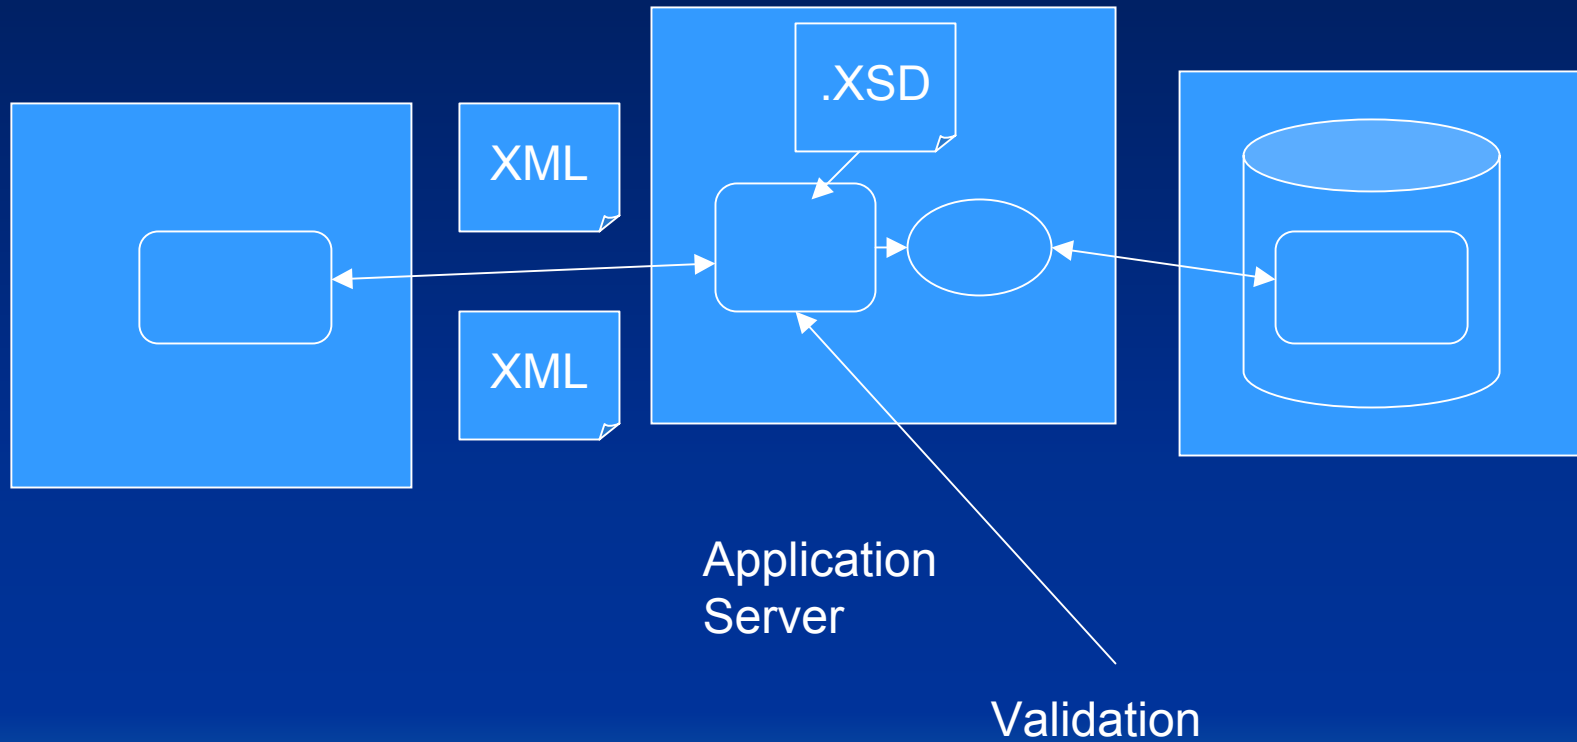 .XSD
XML
XML
Application
Server
Validation